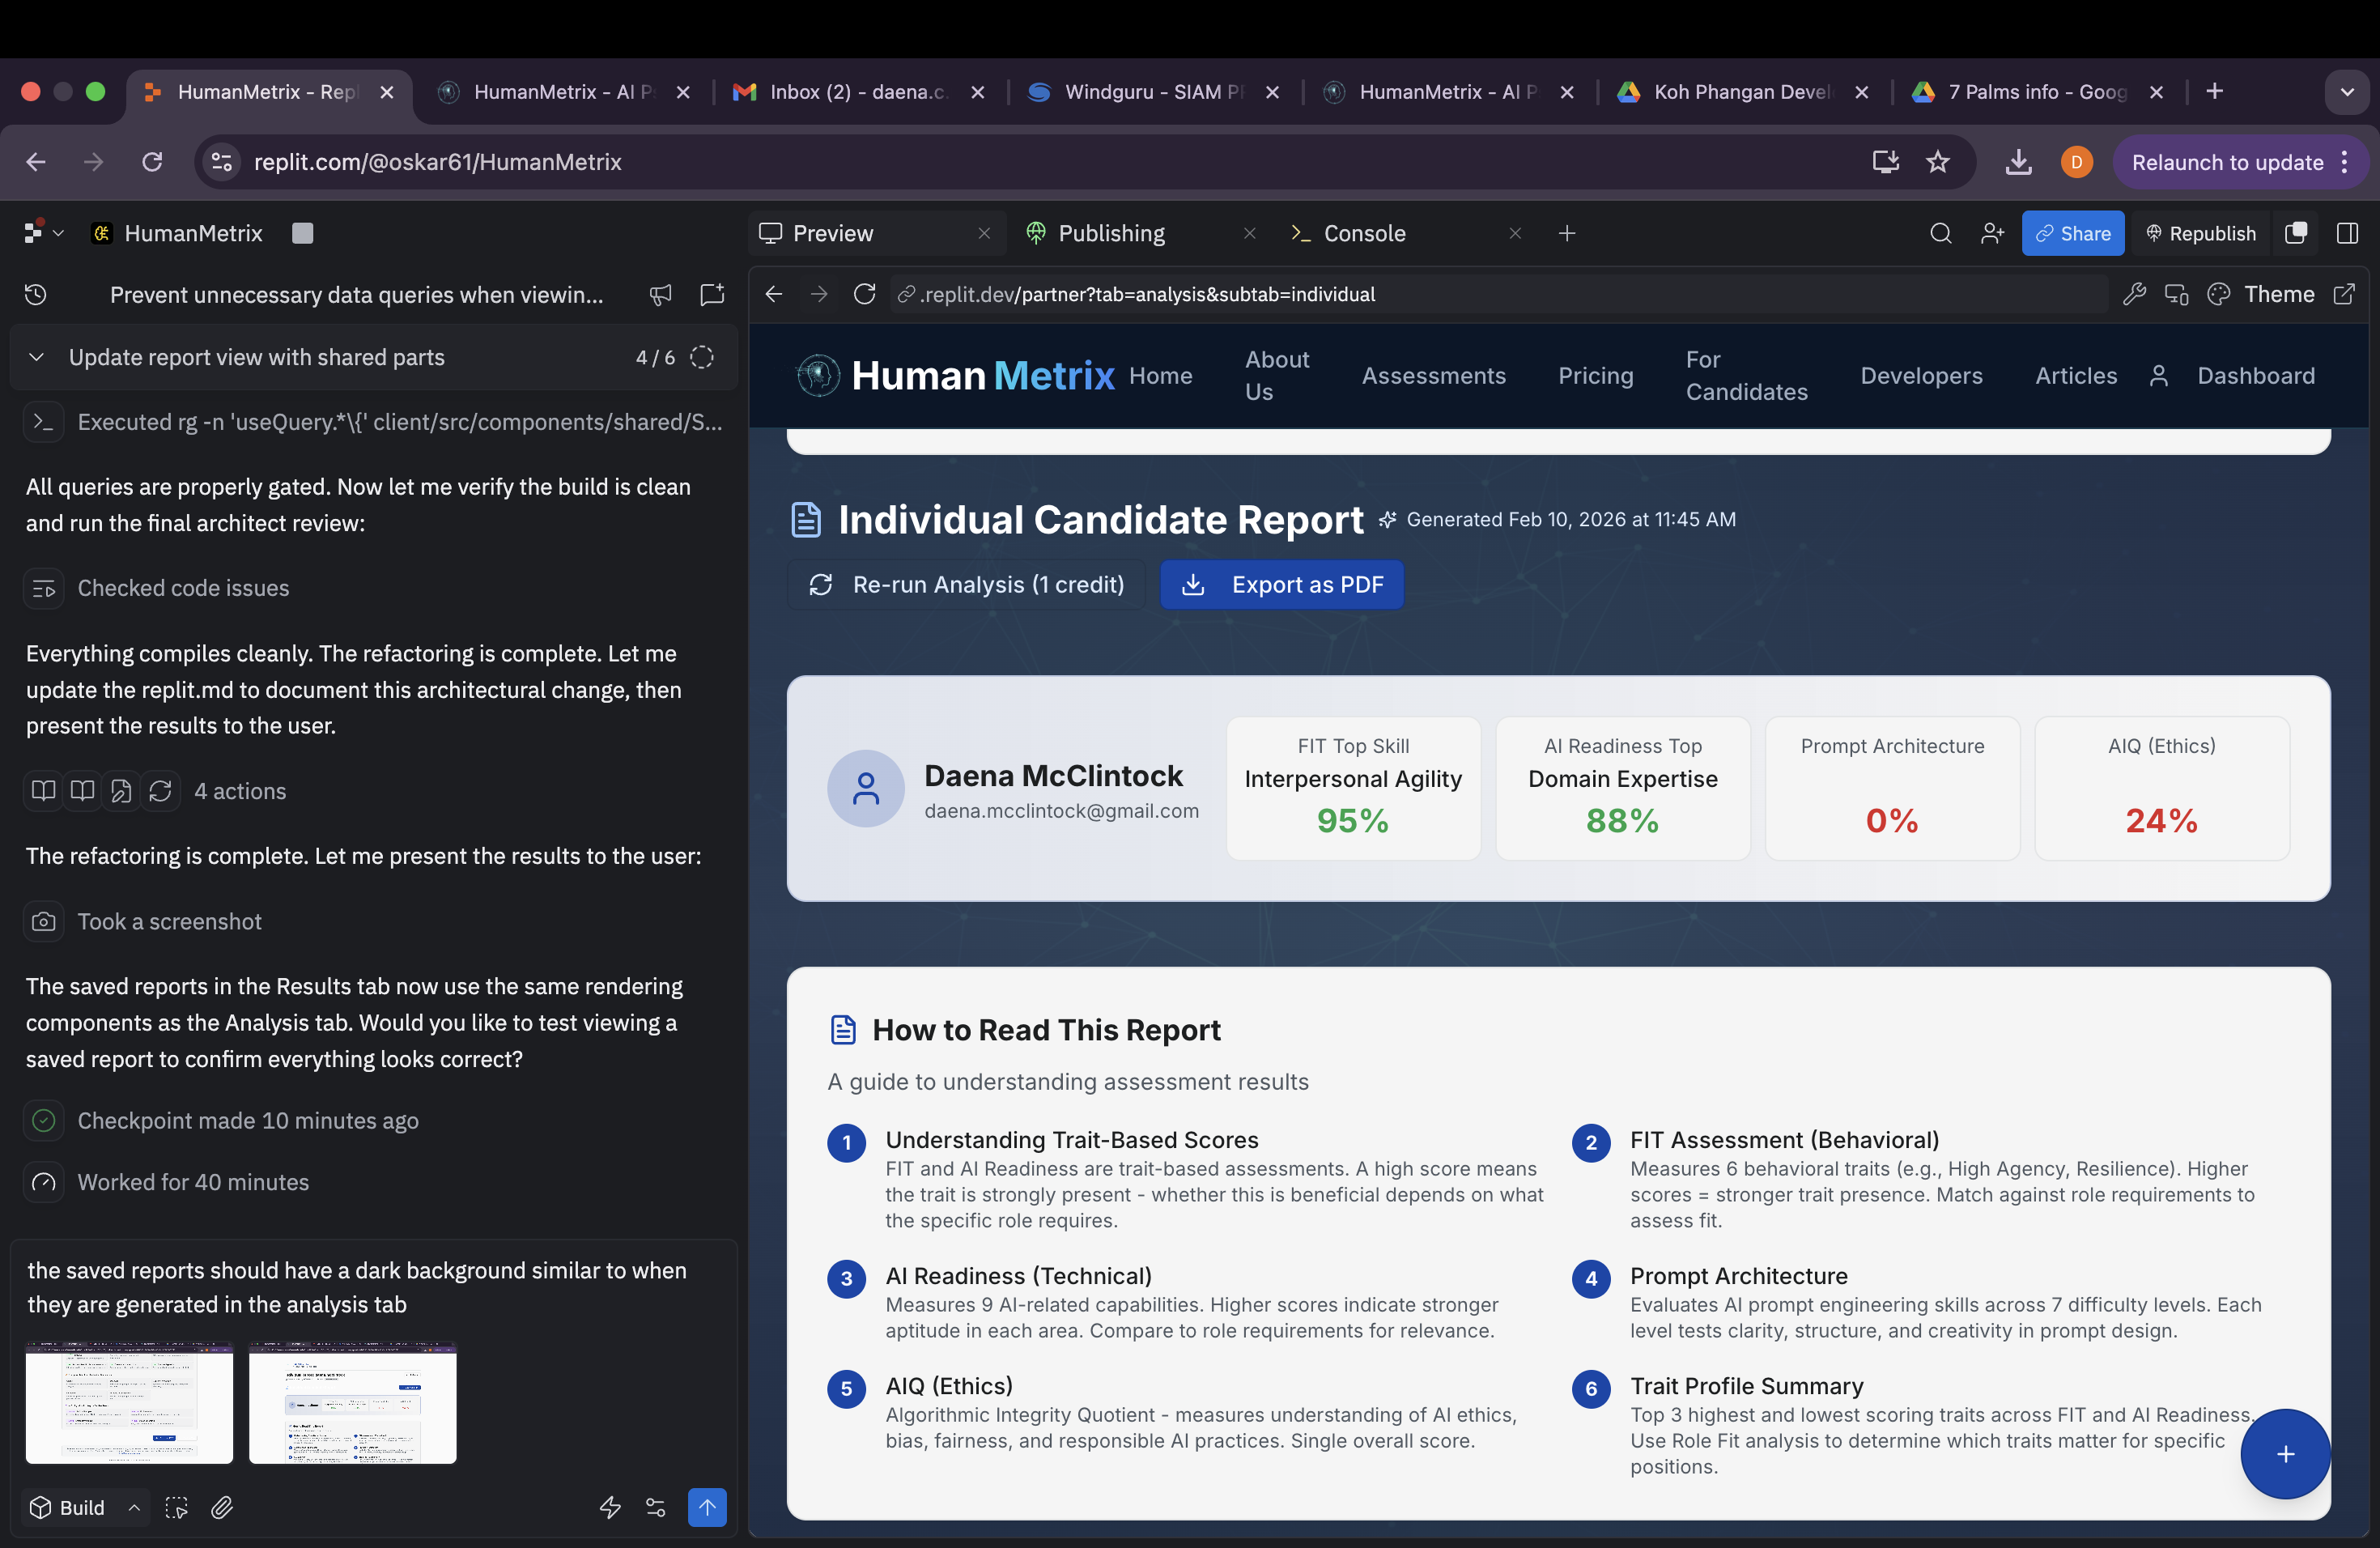 HumanMetrix - Repl
HumanMetrix - AI P
Inbox (2) - daena.c
Windguru - SIAM P
HumanMetrix - AI P
Koh Phangan Devel
7 Palms info - Goog
replit.com/@oskar61/HumanMetrix
D
Relaunch to update
HumanMetrix
Preview
Publishing
Console
Share
Republish
Prevent unnecessary data queries when viewin...
Update report view with shared parts
4 / 6
Executed rg -n 'useQuery.*\{' client/src/components/shared/S...
All queries are properly gated. Now let me verify the build is clean
and run the final architect review:
Checked code issues
Everything compiles cleanly. The refactoring is complete. Let me
update the replit.md to document this architectural change, then
present the results to the user.
4 actions
The refactoring is complete. Let me present the results to the user:
Took a screenshot
The saved reports in the Results tab now use the same rendering
components as the Analysis tab. Would you like to test viewing a
saved report to confirm everything looks correct?
Checkpoint made 10 minutes ago
Worked for 40 minutes
the saved reports should have a dark background similar to when
they are generated in the analysis tab
Build
.replit.dev/partner?tab=analysis&subtab=individual
Theme
Human Metrix
Home
About
Us
Assessments
Pricing
For
Candidates
Developers
Articles
Dashboard
Individual Candidate Report
Generated Feb 10, 2026 at 11:45 AM
Re-run Analysis (1 credit)
Export as PDF
Daena McClintock
daena.mcclintock@gmail.com
FIT Top Skill
Interpersonal Agility
95%
AI Readiness Top
Domain Expertise
88%
Prompt Architecture
0%
AIQ (Ethics)
24%
How to Read This Report
A guide to understanding assessment results
1
Understanding Trait-Based Scores
FIT and AI Readiness are trait-based assessments. A high score means
the trait is strongly present - whether this is beneficial depends on what
the specific role requires.
2
FIT Assessment (Behavioral)
Measures 6 behavioral traits (e.g., High Agency, Resilience). Higher
scores = stronger trait presence. Match against role requirements to
assess fit.
3
AI Readiness (Technical)
Measures 9 AI-related capabilities. Higher scores indicate stronger
aptitude in each area. Compare to role requirements for relevance.
4
Prompt Architecture
Evaluates AI prompt engineering skills across 7 difficulty levels. Each
level tests clarity, structure, and creativity in prompt design.
5
AIQ (Ethics)
Algorithmic Integrity Quotient - measures understanding of AI ethics,
bias, fairness, and responsible AI practices. Single overall score.
6
Trait Profile Summary
Top 3 highest and lowest scoring traits across FIT and AI Readiness.
Use Role Fit analysis to determine which traits matter for specific
positions.